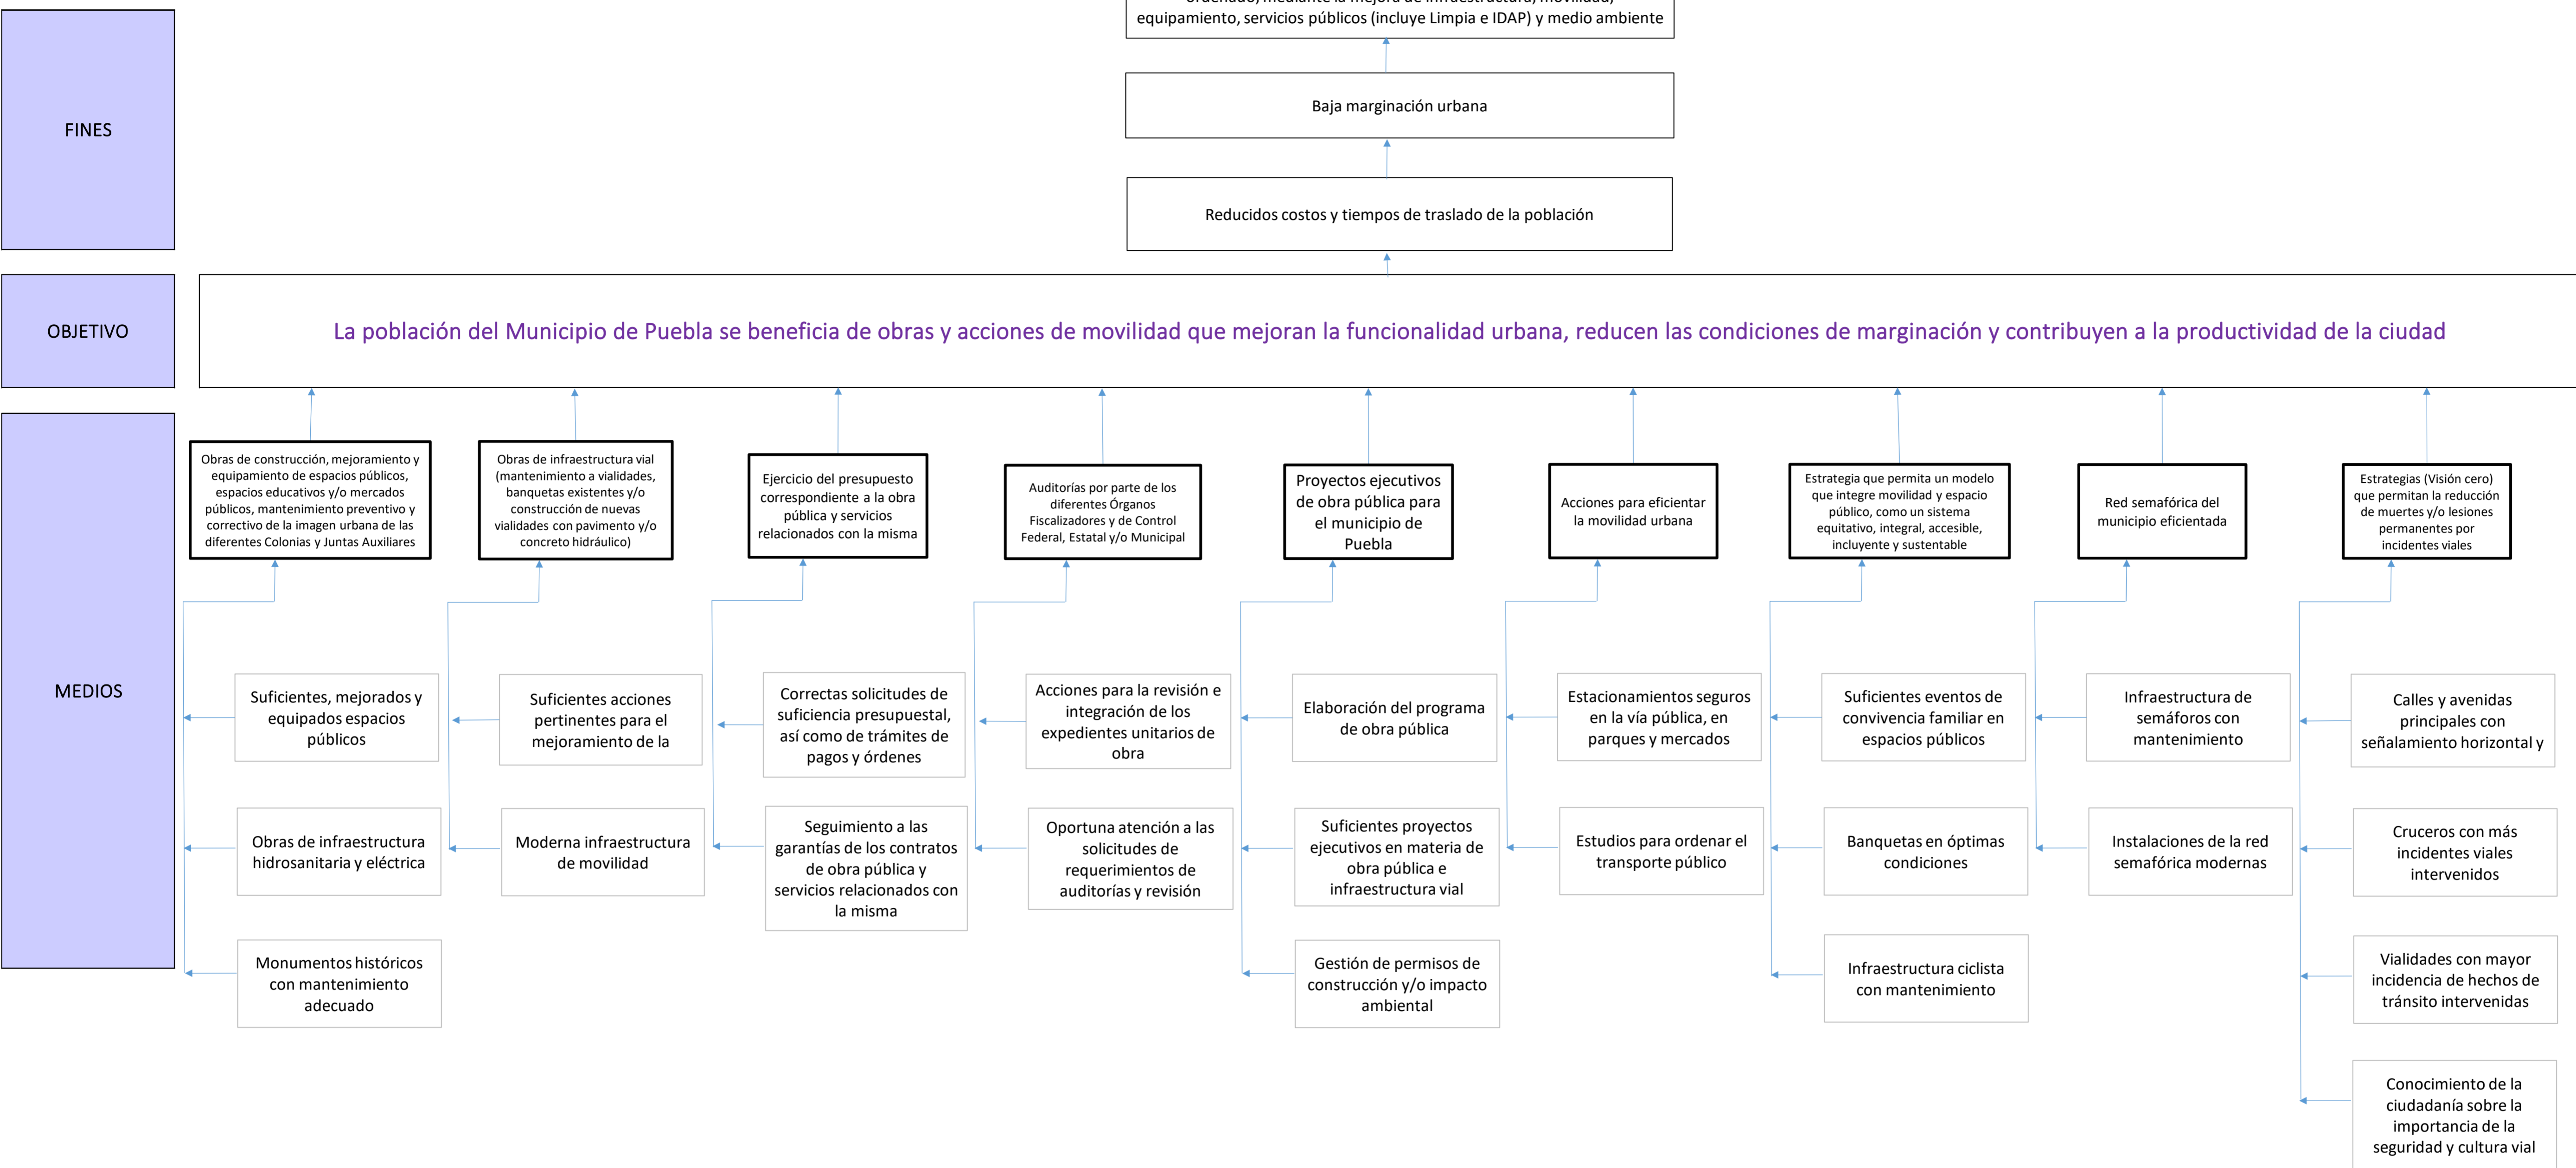 equipamiento, servicios públicos (incluye Limpia e IDAP) y medio ambiente
FINES
Baja marginación urbana
Reducidos costos y tiempos de traslado de la población
OBJETIVO
La población del Municipio de Puebla se beneficia de obras y acciones de movilidad que mejoran la funcionalidad urbana, reducen las condiciones de marginación y contribuyen a la productividad de la ciudad
MEDIOS
Obras de construcción, mejoramiento y
equipamiento de espacios públicos,
espacios educativos y/o mercados
públicos, mantenimiento preventivo y
correctivo de la imagen urbana de las
diferentes Colonias y Juntas Auxiliares
Obras de infraestructura vial
(mantenimiento a vialidades,
banquetas existentes y/o
construcción de nuevas
vialidades con pavimento y/o
concreto hidráulico)
Ejercicio del presupuesto
correspondiente a la obra
pública y servicios
relacionados con la misma
Auditorías por parte de los
diferentes Órganos
Fiscalizadores y de Control
Federal, Estatal y/o Municipal
Proyectos ejecutivos
de obra pública para
el municipio de
Puebla
Acciones para eficientar
la movilidad urbana
Estrategia que permita un modelo
que integre movilidad y espacio
público, como un sistema
equitativo, integral, accesible,
incluyente y sustentable
Red semafórica del
municipio eficientada
Estrategias (Visión cero)
que permitan la reducción
de muertes y/o lesiones
permanentes por
incidentes viales
Suficientes, mejorados y
equipados espacios
públicos
Suficientes acciones
pertinentes para el
mejoramiento de la
Correctas solicitudes de
suficiencia presupuestal,
así como de trámites de
pagos y órdenes
Acciones para la revisión e
integración de los
expedientes unitarios de
obra
Elaboración del programa
de obra pública
Estacionamientos seguros
en la vía pública, en
parques y mercados
Suficientes eventos de
convivencia familiar en
espacios públicos
Infraestructura de
semáforos con
mantenimiento
Calles y avenidas
principales con
señalamiento horizontal y
Obras de infraestructura
hidrosanitaria y eléctrica
Moderna infraestructura
de movilidad
Seguimiento a las
garantías de los contratos
de obra pública y
servicios relacionados con
la misma
Oportuna atención a las
solicitudes de
requerimientos de
auditorías y revisión
Suficientes proyectos
ejecutivos en materia de
obra pública e
infraestructura vial
Estudios para ordenar el
transporte público
Banquetas en óptimas
condiciones
Instalaciones de la red
semafórica modernas
Cruceros con más
incidentes viales
intervenidos
Monumentos históricos
con mantenimiento
adecuado
Gestión de permisos de
construcción y/o impacto
ambiental
Infraestructura ciclista
con mantenimiento
Vialidades con mayor
incidencia de hechos de
tránsito intervenidas
Conocimiento de la
ciudadanía sobre la
importancia de la
seguridad y cultura vial